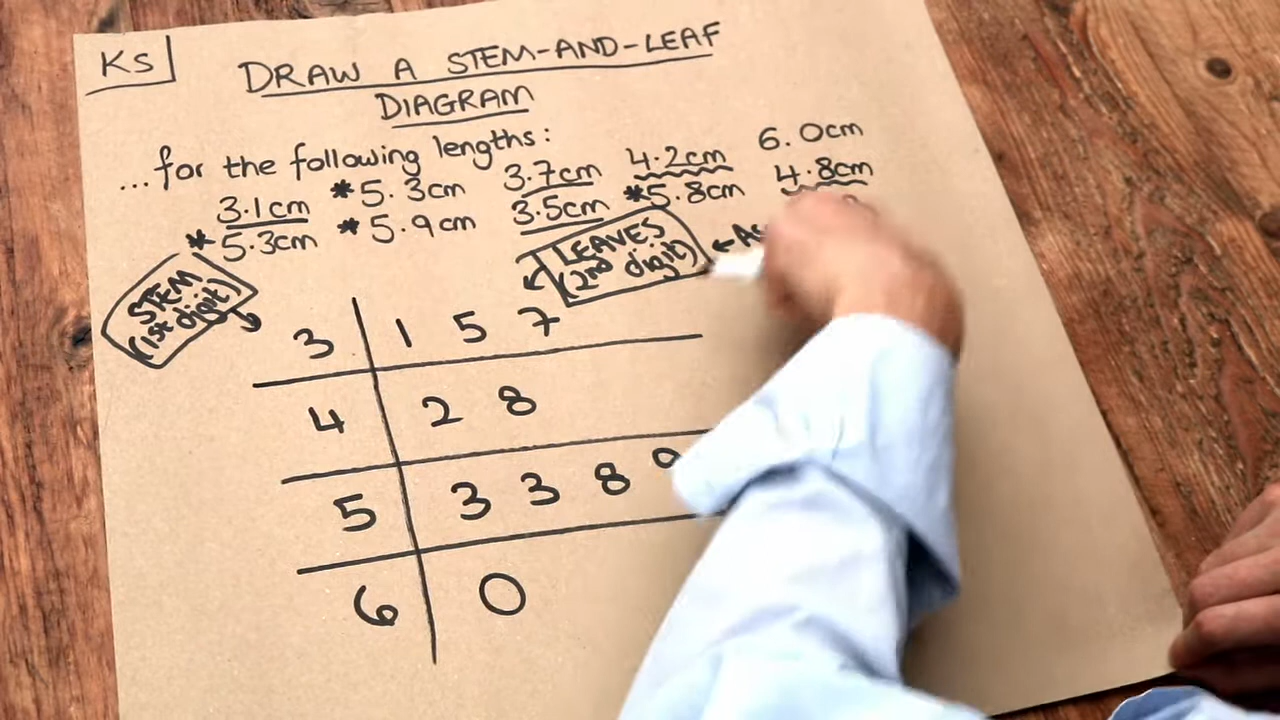 KS
DRAW A STEM-AND-LEAF
DIAGRAM
...for the following lengths:
3.1cm *5.3cm 3.7cm 4.2cm 6.0cm
*5.3cm *5.9cm 3.5cm *5.8cm 4.8cm
STEM
(1st digit)
LEAVES
(2nd digit)
3 1 5 7
4 2 8
5 3 3 8 9
6 0